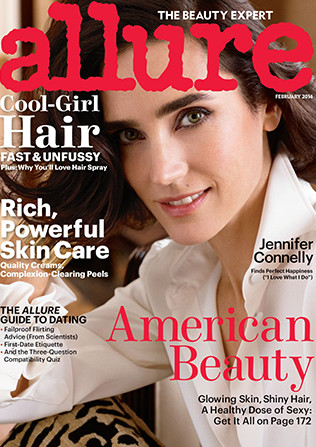 THE BEAUTY EXPERT
allure
FEBRUARY 2016
Cool-Girl
Hair
FAST & UNFUSSY
Plus: Why You'll Love Hair Spray
Rich,
Powerful
Skin Care
Quality Creams,
Complexion-Clearing Peels
Jennifer
Connelly
Finds Perfect Happiness
("I Love What I Do")
THE ALLURE
GUIDE TO DATING
• Failproof Flirting
Advice (From Scientists)
• First-Date Etiquette
• And the Three-Question
Compatibility Quiz
American
Beauty
Glowing Skin, Shiny Hair,
A Healthy Dose of Sexy:
Get It All on Page 172